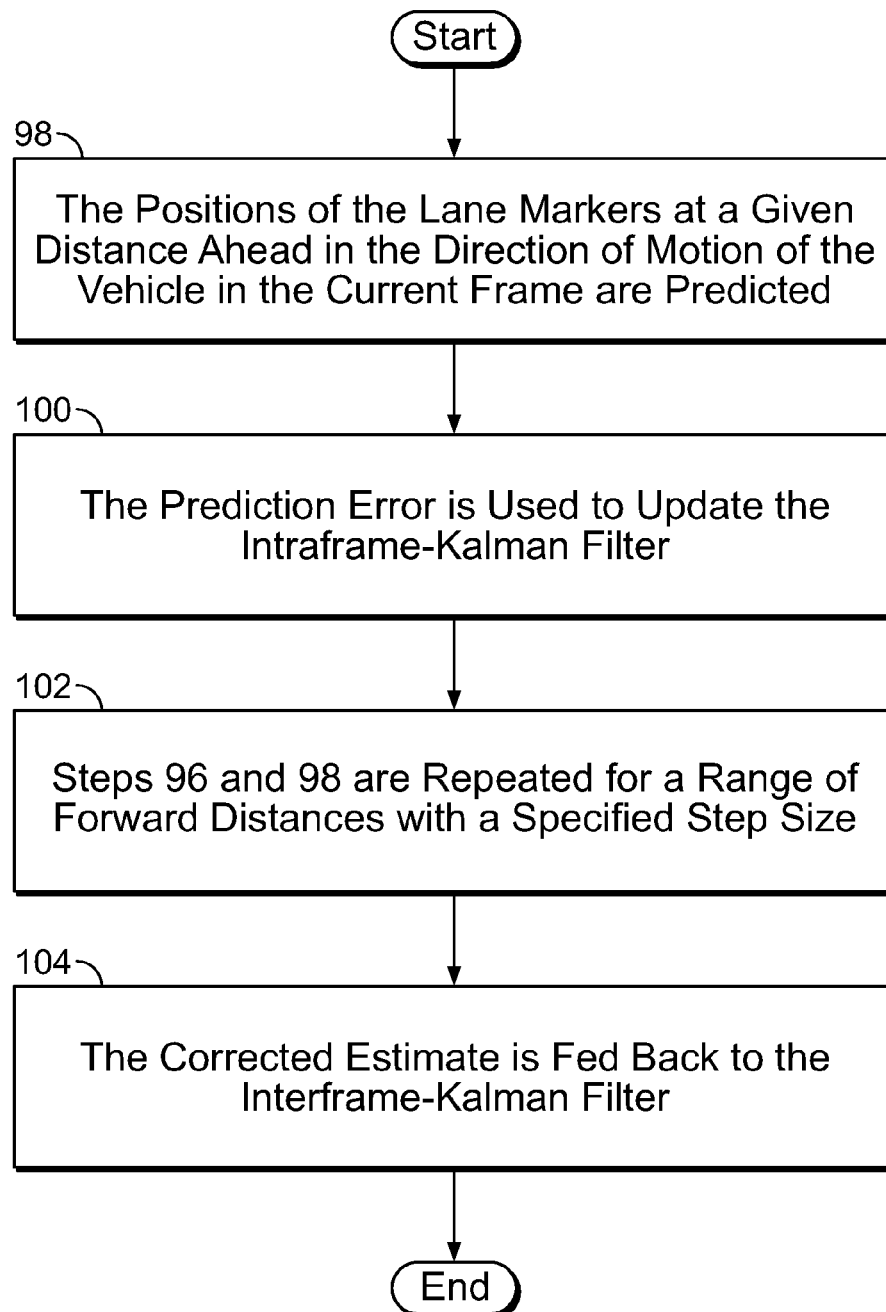 Start
98
The Positions of the Lane Markers at a Given
Distance Ahead in the Direction of Motion of the
Vehicle in the Current Frame are Predicted
100
The Prediction Error is Used to Update the
Intraframe-Kalman Filter
102
Steps 96 and 98 are Repeated for a Range of
Forward Distances with a Specified Step Size
104
The Corrected Estimate is Fed Back to the
Interframe-Kalman Filter
End